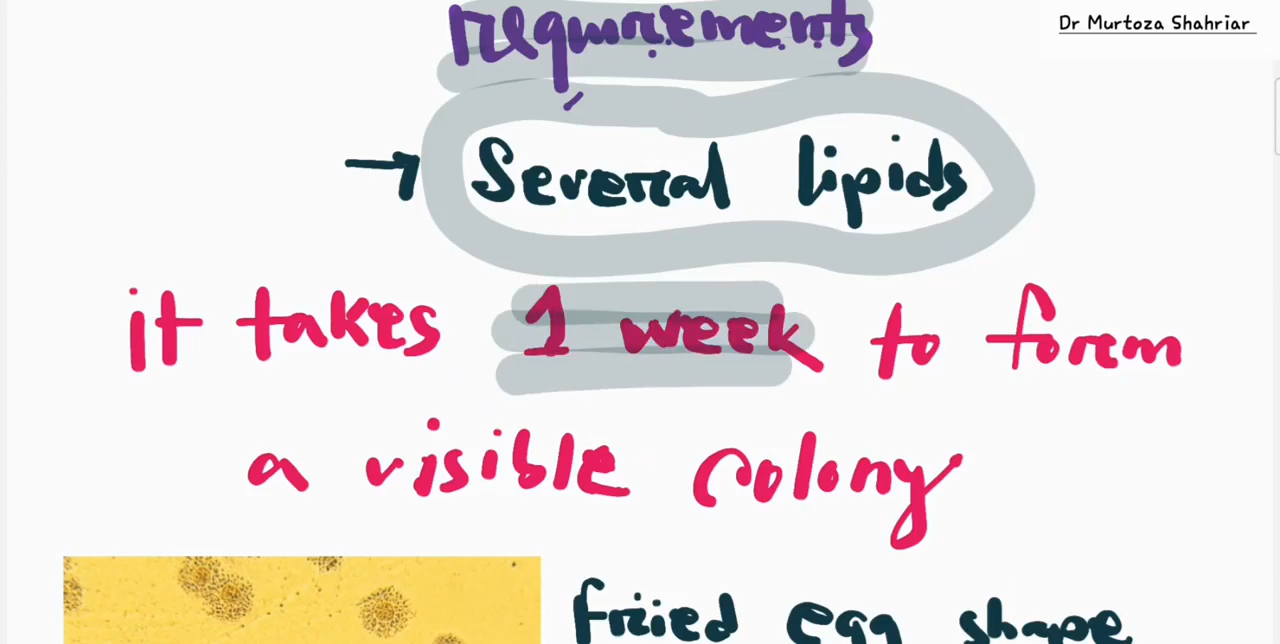 Dr Murtoza Shahriar
requirements
→ Several lipids
it takes 1 week to form
a visible colony
fried egg shape